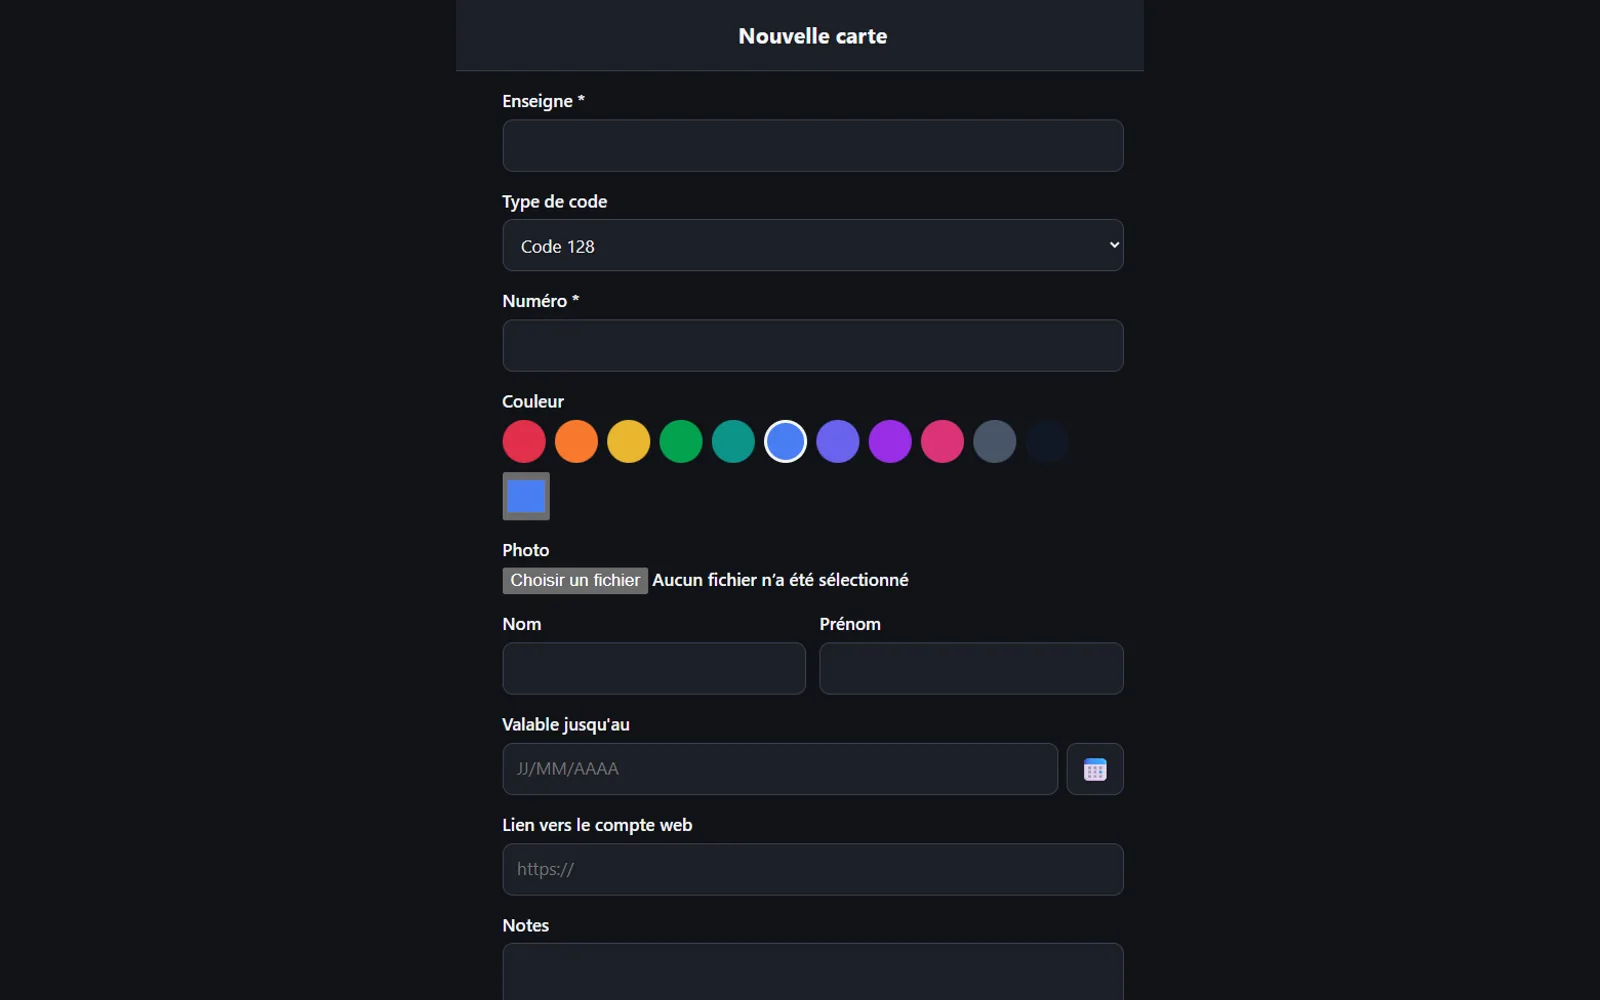 Nouvelle carte
Enseigne *
Type de code
Code 128
Numéro *
Couleur
Photo
Choisir un fichier Aucun fichier n’a été sélectionné
Nom Prénom
Valable jusqu'au
JJ/MM/AAAA
Lien vers le compte web
https://
Notes